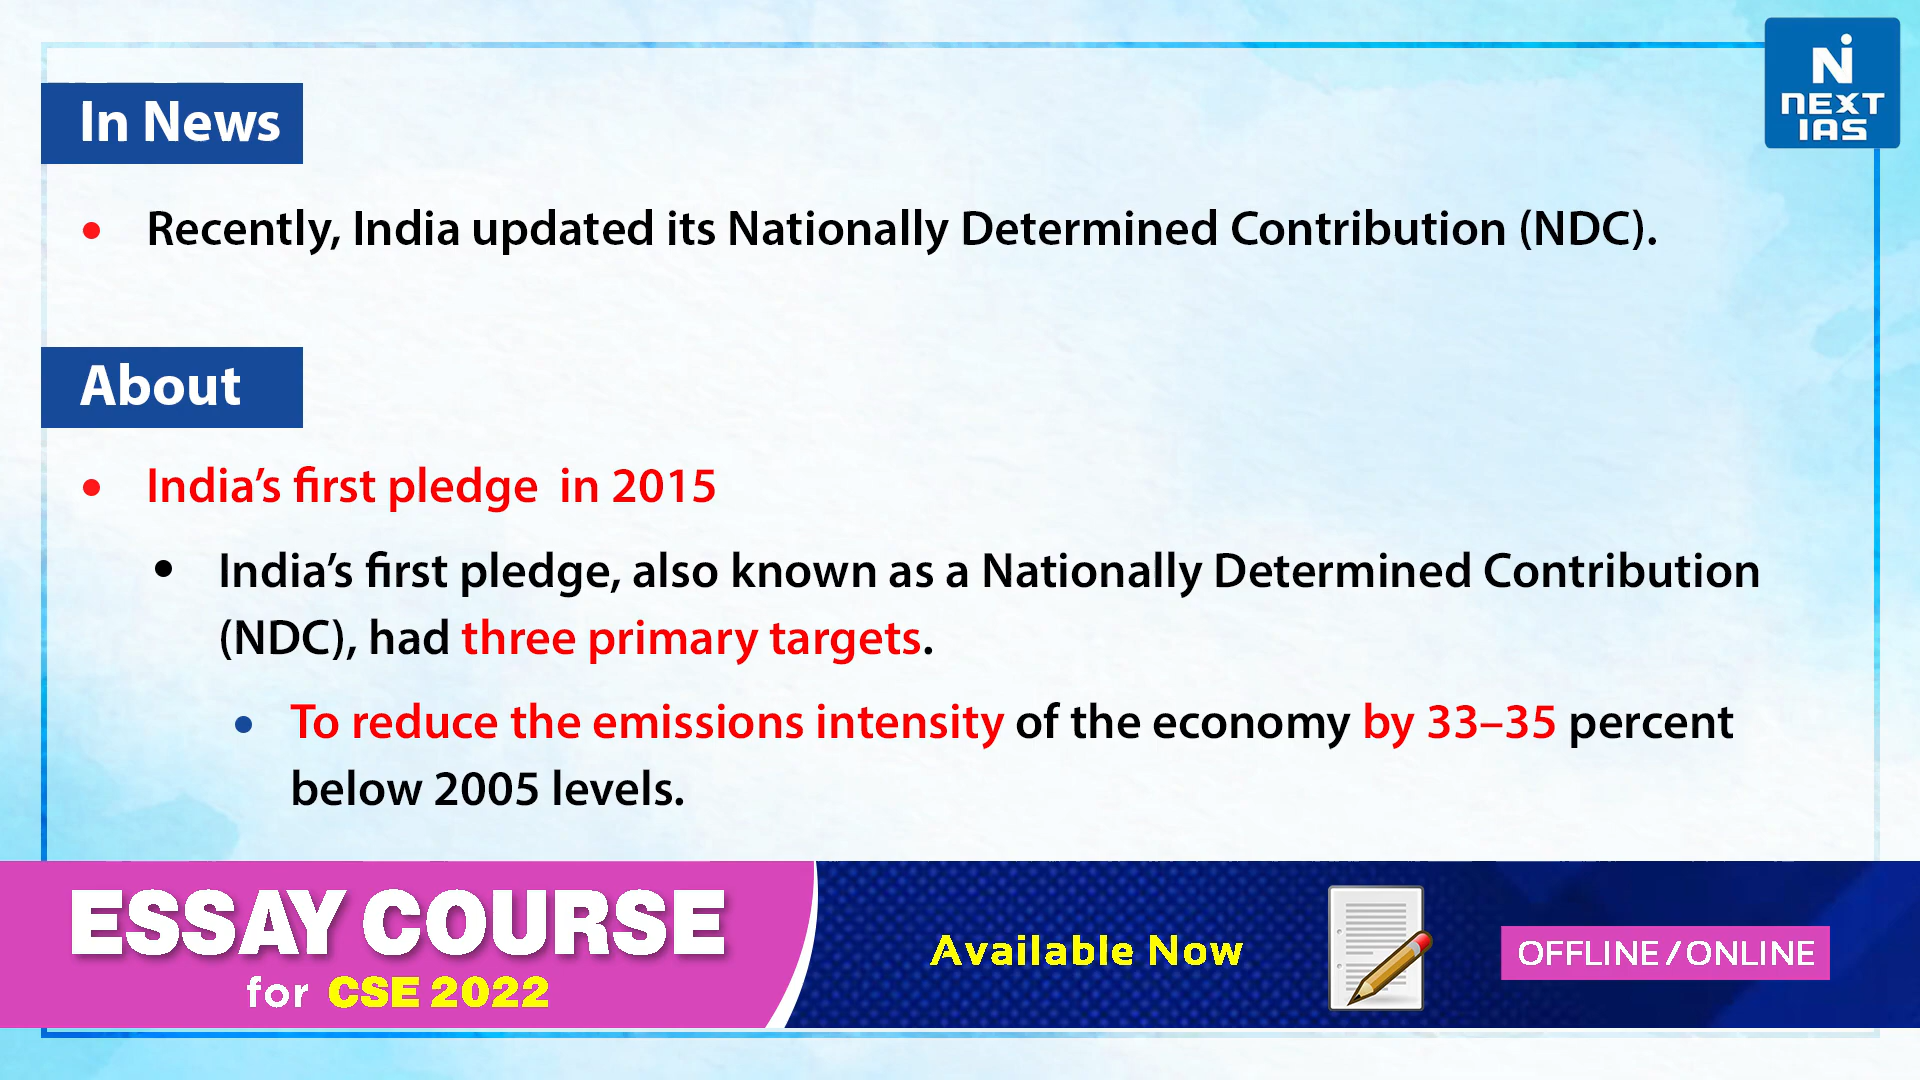 N
NEXT
IAS
In News
• Recently, India updated its Nationally Determined Contribution (NDC).
About
• India’s first pledge in 2015
• India’s first pledge, also known as a Nationally Determined Contribution
(NDC), had three primary targets.
• To reduce the emissions intensity of the economy by 33–35 percent
below 2005 levels.
ESSAY COURSE
for CSE 2022
Available Now
OFFLINE / ONLINE